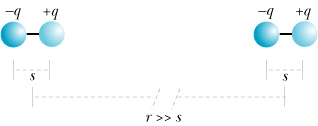 −q +q −q +q
s s
r >> s